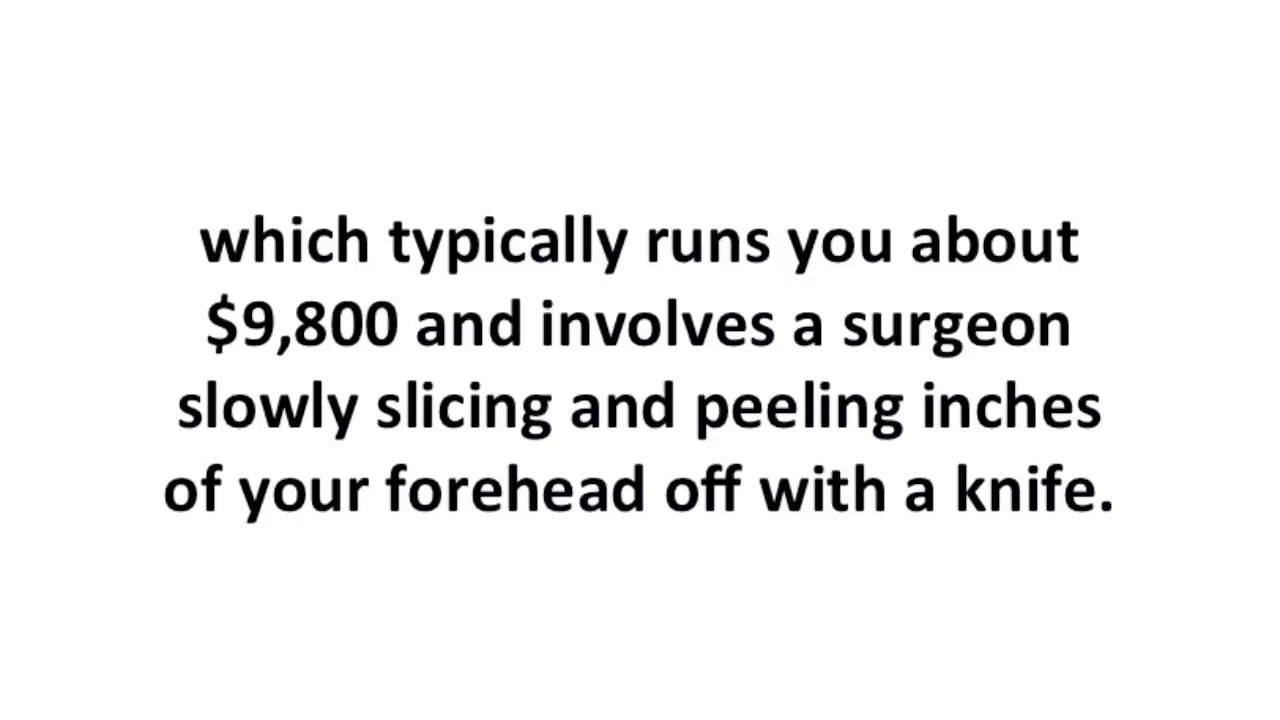 which typically runs you about
$9,800 and involves a surgeon
slowly slicing and peeling inches
of your forehead off with a knife.